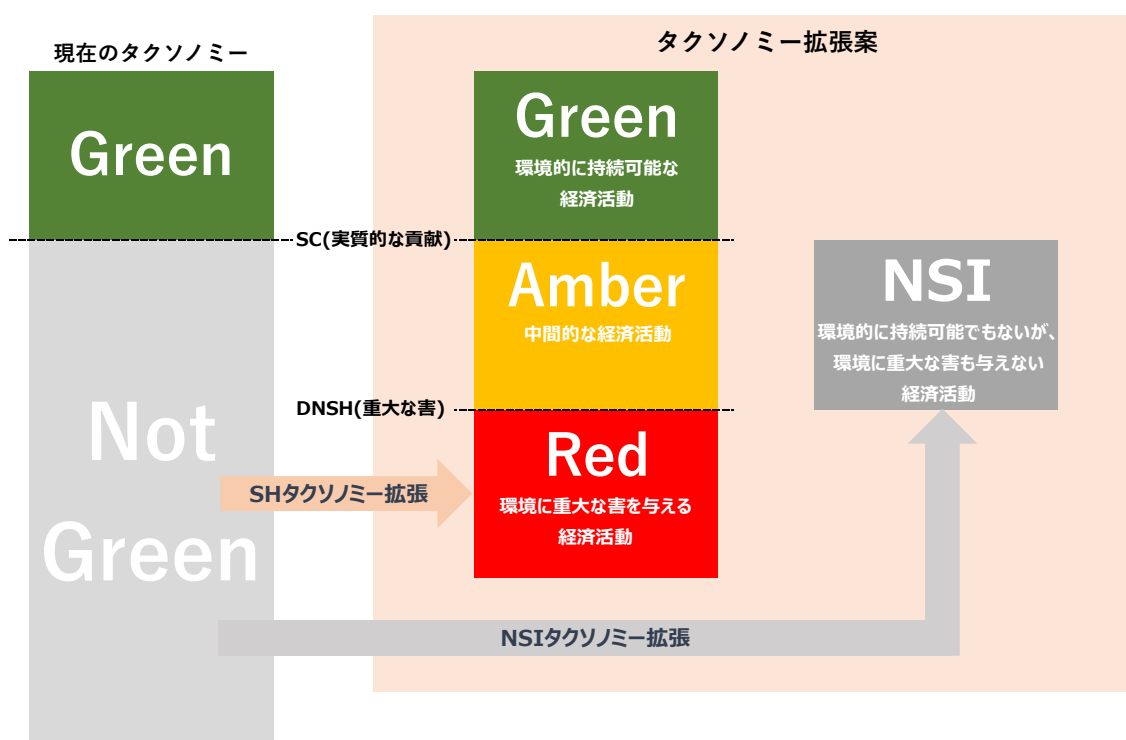 現在のタクソノミー
Green
Not
Green
タクソノミー拡張案
Green
環境的に持続可能な
経済活動
SC(実質的な貢献)
Amber
中間的な経済活動
DNSH(重大な害)
Red
環境に重大な害を与える
経済活動
SHタクソノミー拡張
NSI
環境的に持続可能でもないが、
環境に重大な害も与えない
経済活動
NSIタクソノミー拡張